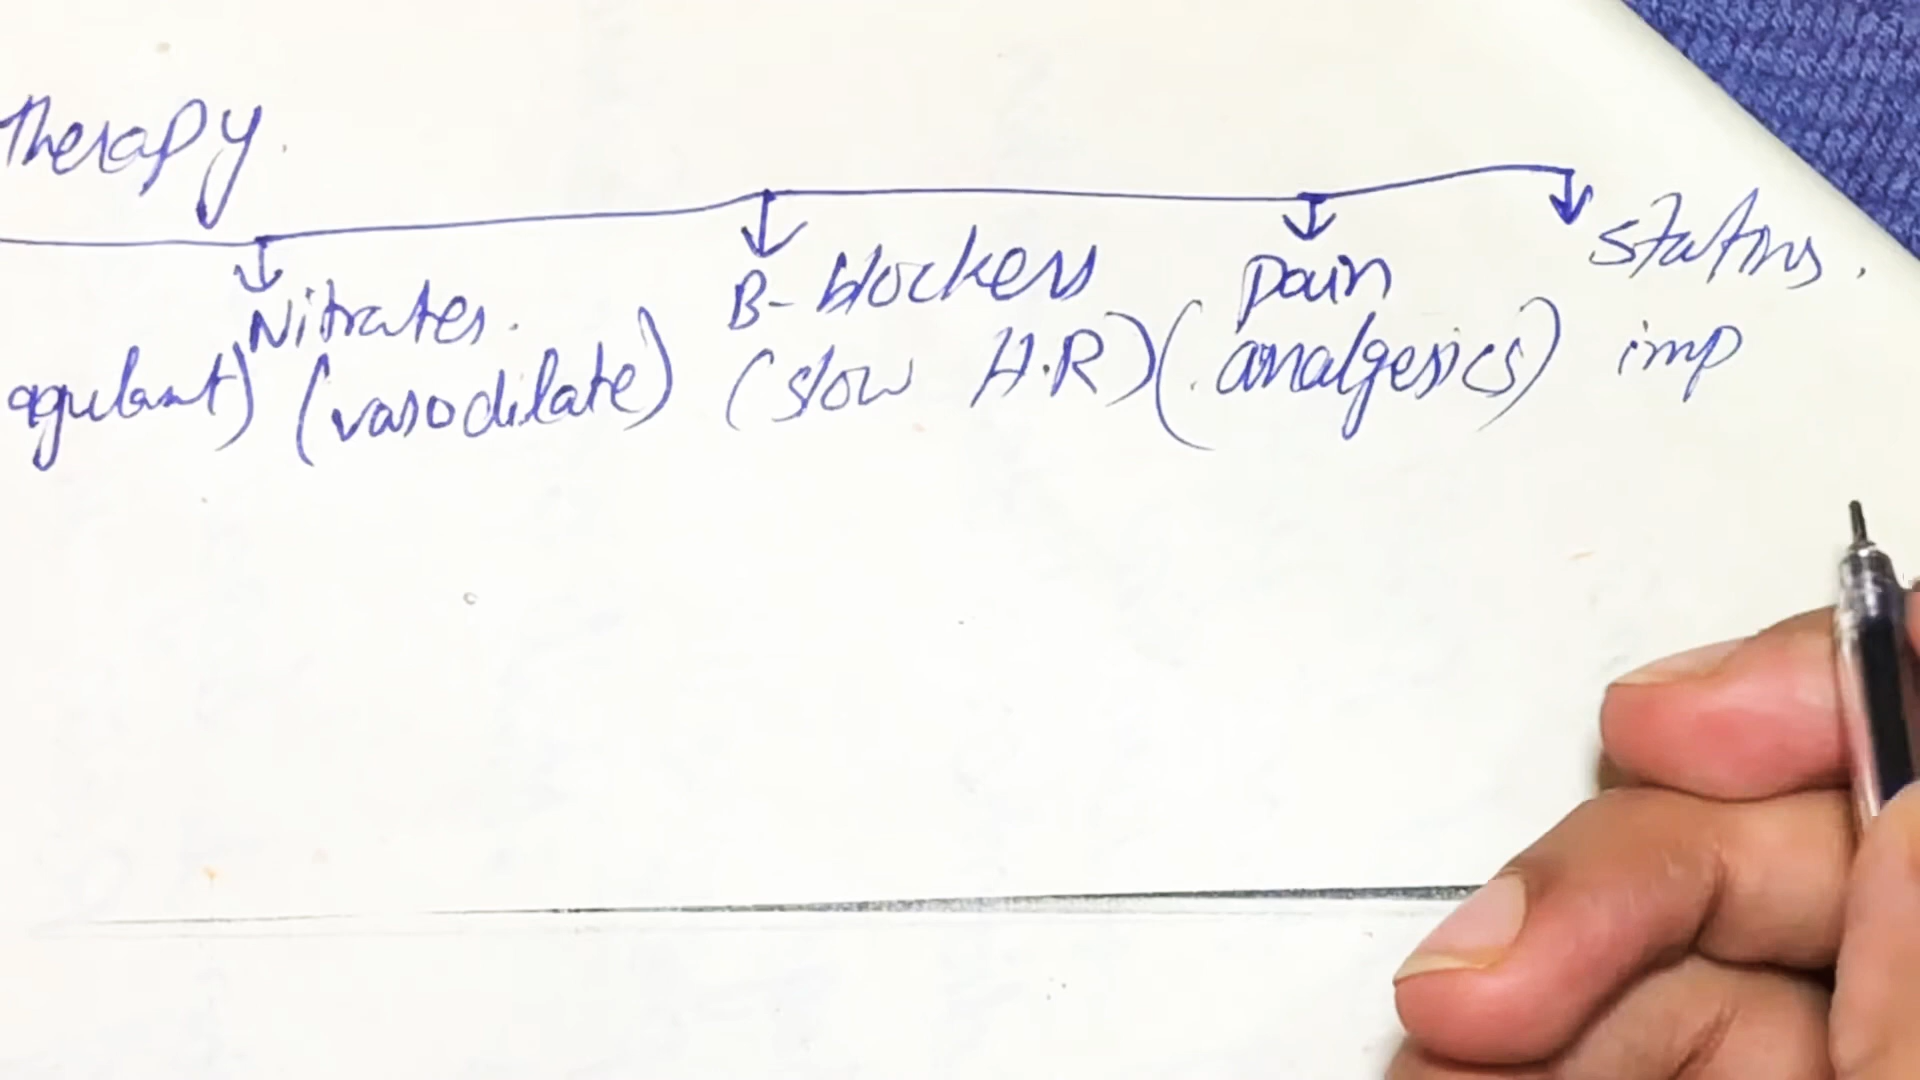 Therapy.
Nitrates. B-blockers Pain Statins.
agulant) (vasodilate) (slow H.R) (analgesics) imp